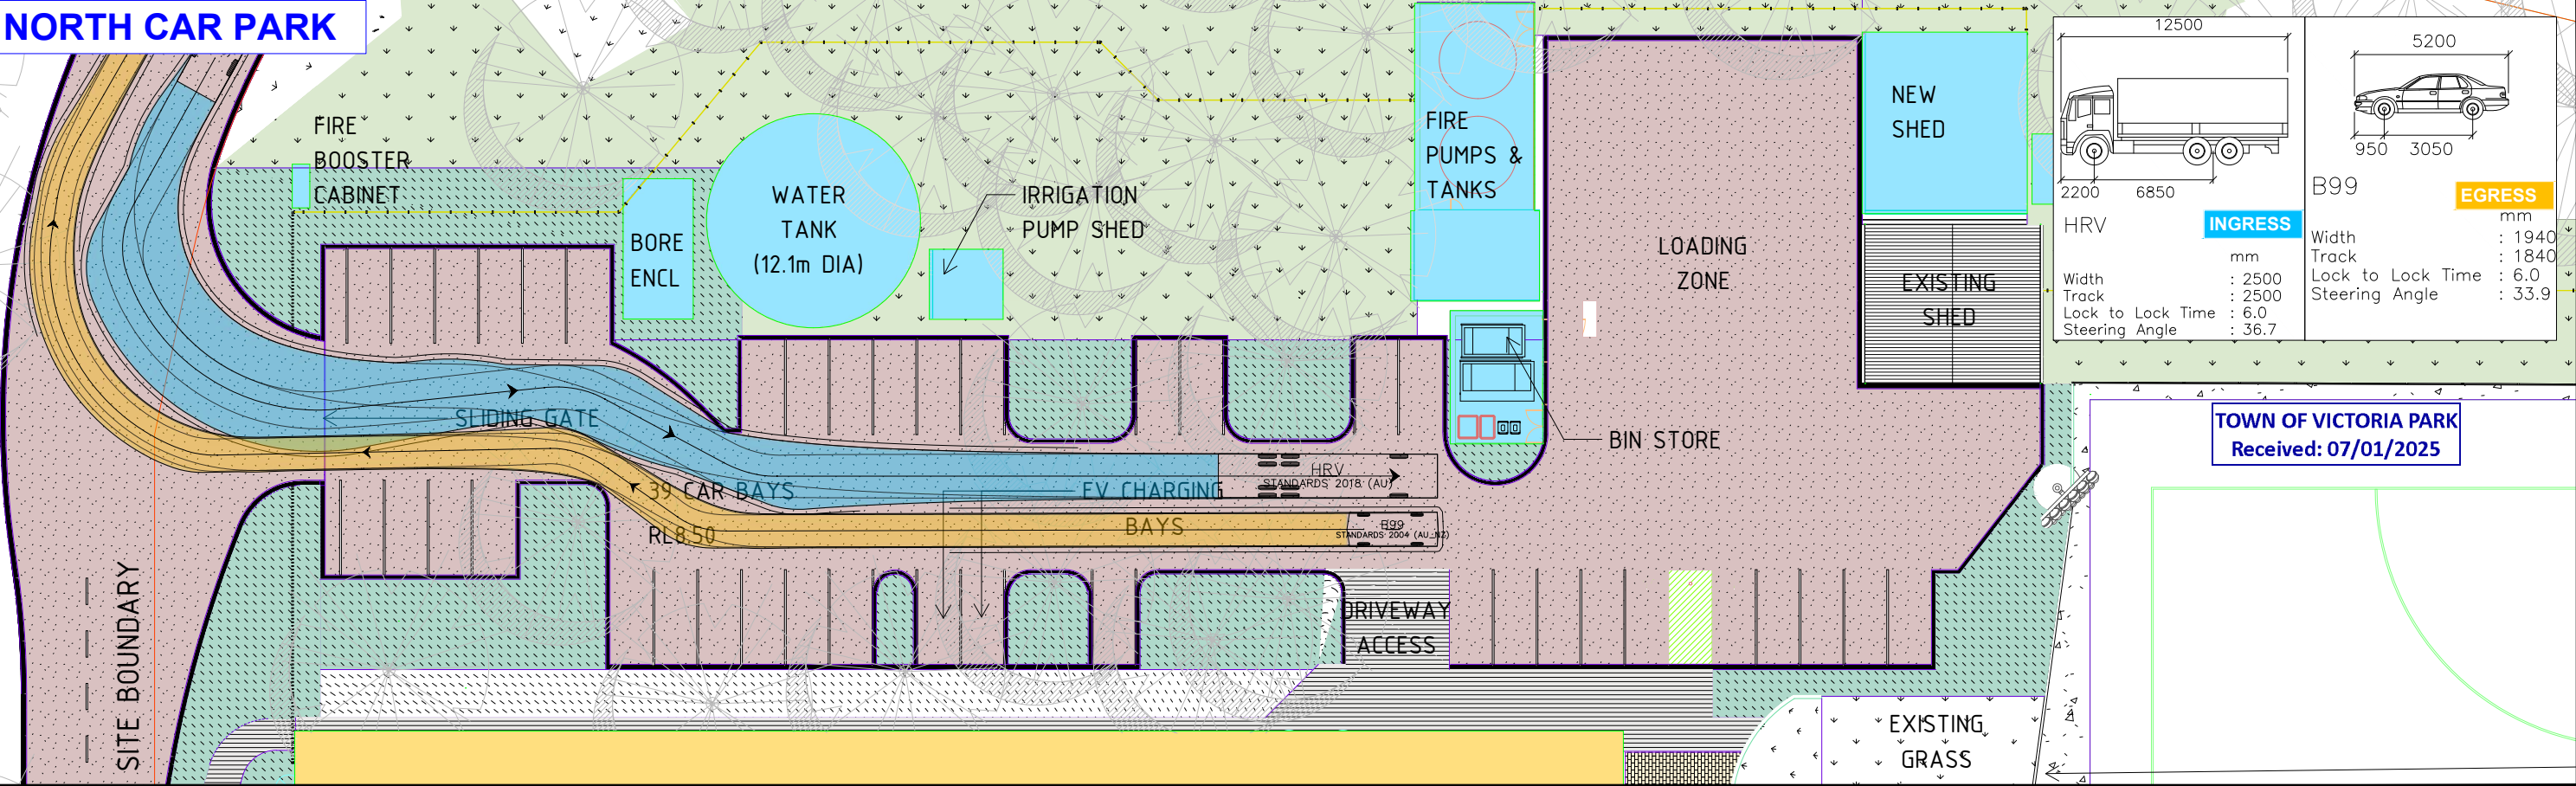 NORTH CAR PARK
FIRE
BOOSTER
CABINET
BORE
ENCL
WATER
TANK
(12.1m DIA)
IRRIGATION
PUMP SHED
FIRE
PUMPS &
TANKS
LOADING
ZONE
NEW
SHED
EXISTING
SHED
BIN STORE
SLIDING GATE
39 CAR BAYS
RL8.50
EV CHARGING
BAYS
HRV
STANDARDS 2018 (AU)
B99
STANDARDS 2004 (AU_NZ)
DRIVEWAY
ACCESS
SITE BOUNDARY
EXISTING
GRASS
12500
2200 6850
HRV
INGRESS
mm
Width : 2500
Track : 2500
Lock to Lock Time : 6.0
Steering Angle : 36.7
5200
950 3050
B99
EGRESS
mm
Width : 1940
Track : 1840
Lock to Lock Time : 6.0
Steering Angle : 33.9
TOWN OF VICTORIA PARK
Received: 07/01/2025